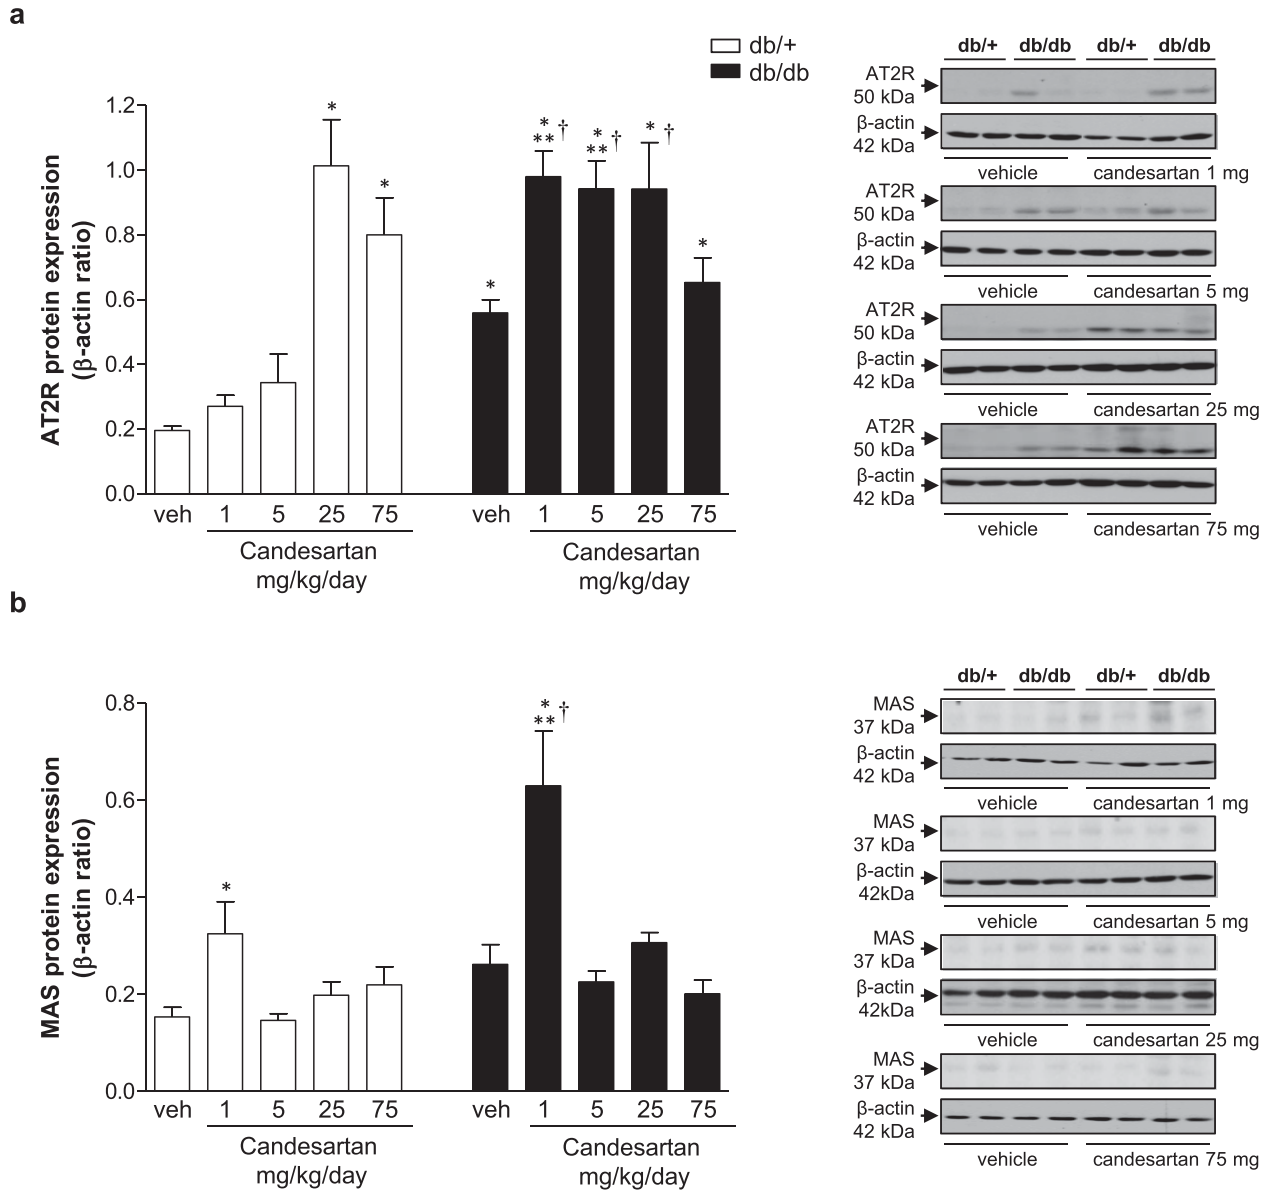 a
db/+
db/db
AT2R protein expression
(β-actin ratio)
1.2
1.0
0.8
0.6
0.4
0.2
0.0
*
*
*
* ** †
* ** †
* †
*
veh 1 5 25 75
veh 1 5 25 75
Candesartan
mg/kg/day
Candesartan
mg/kg/day
db/+ db/db db/+ db/db
AT2R
50 kDa
β-actin
42 kDa
vehicle candesartan 1 mg
AT2R
50 kDa
β-actin
42 kDa
vehicle candesartan 5 mg
AT2R
50 kDa
β-actin
42 kDa
vehicle candesartan 25 mg
AT2R
50 kDa
β-actin
42 kDa
vehicle candesartan 75 mg
b
MAS protein expression
(β-actin ratio)
0.8
0.6
0.4
0.2
0.0
*
* ** †
veh 1 5 25 75
veh 1 5 25 75
Candesartan
mg/kg/day
Candesartan
mg/kg/day
db/+ db/db db/+ db/db
MAS
37 kDa
β-actin
42 kDa
vehicle candesartan 1 mg
MAS
37 kDa
β-actin
42kDa
vehicle candesartan 5 mg
MAS
37 kDa
β-actin
42kDa
vehicle candesartan 25 mg
MAS
37 kDa
β-actin
42 kDa
vehicle candesartan 75 mg